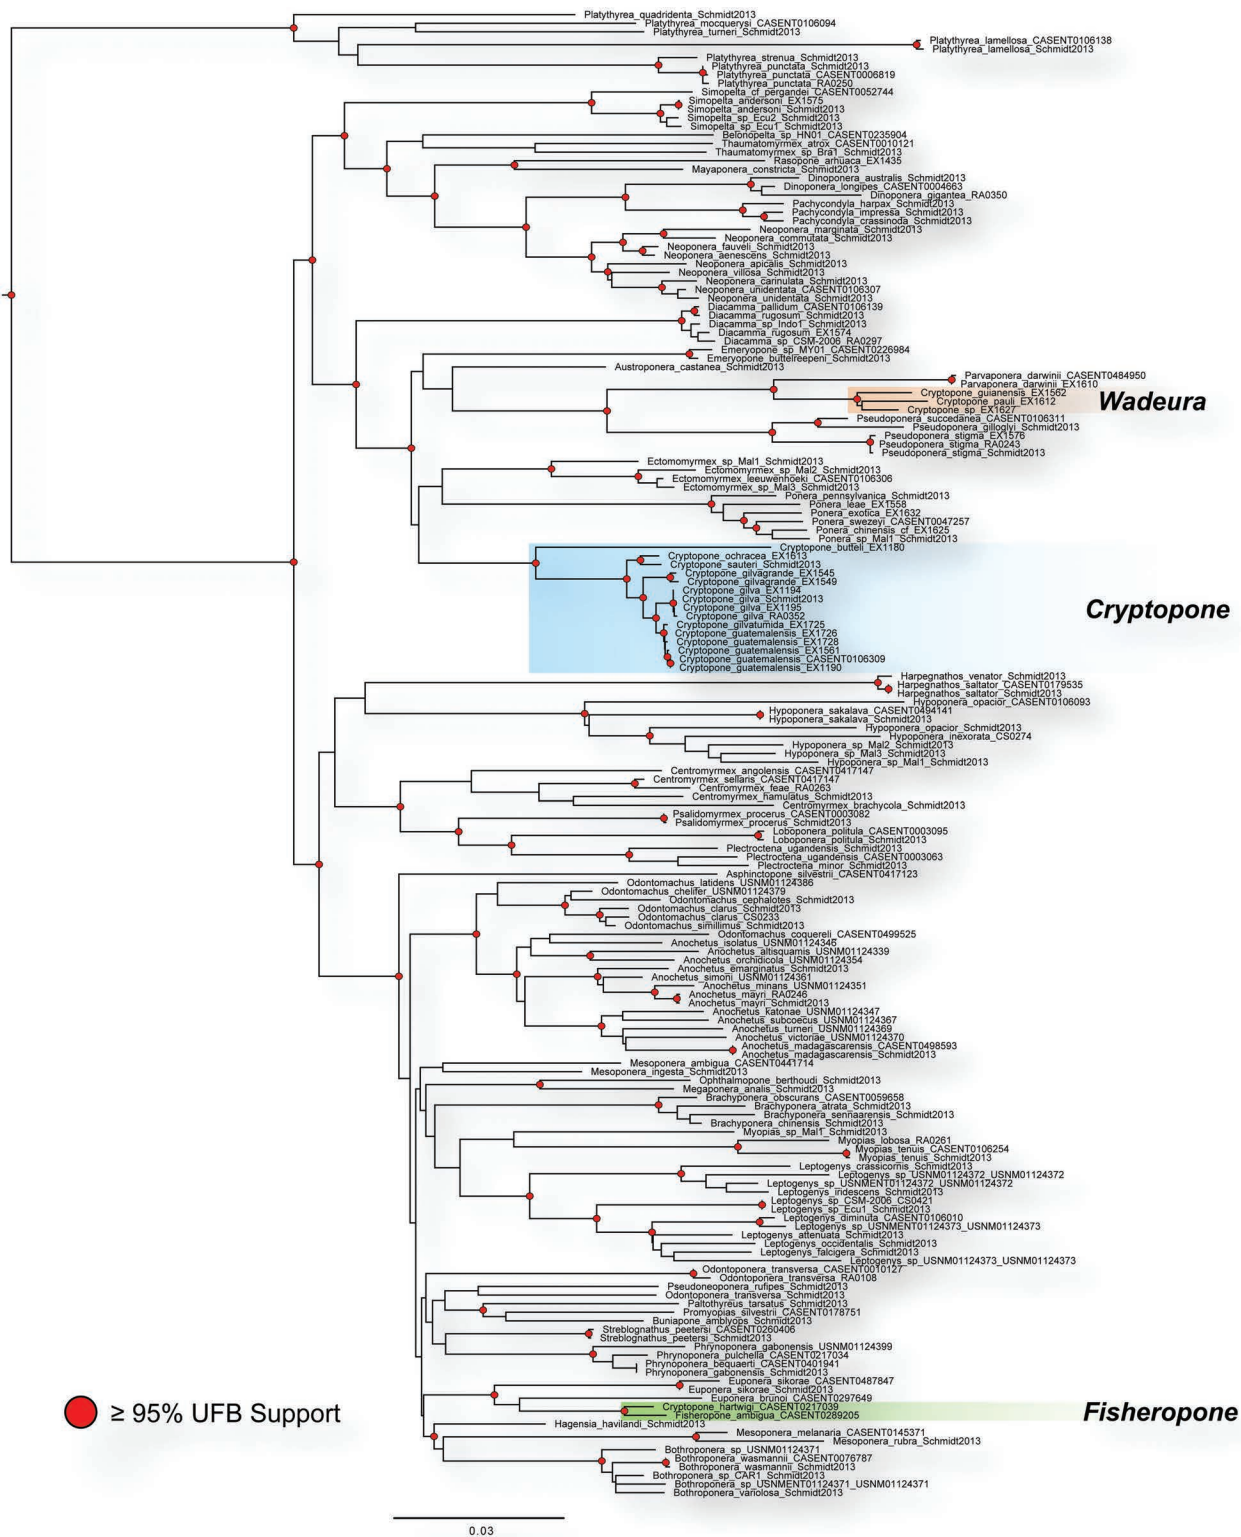 Platythyrea_quadridenta_Schmidt2013
Platythyrea_mocquerysi_CASENT0106094
Platythyrea_turneri_Schmidt2013
Platythyrea_lamellosa_CASENT0106138
Platythyrea_lamellosa_Schmidt2013
Platythyrea_strenua_Schmidt2013
Platythyrea_punctata_Schmidt2013
Platythyrea_punctata_CASENT0006819
Platythyrea_punctata_RA0250
Simopelta_cf_pergandei_CASENT0052744
Simopelta_andersoni_EX1575
Simopelta_andersoni_Schmidt2013
Simopelta_sp_Ecu2_Schmidt2013
Simopelta_sp_Ecu1_Schmidt2013
Belonopelta_sp_HN01_CASENT0235904
Thaumatomyrmex_atrox_CASENT0010121
Thaumatomyrmex_sp_Bra1_Schmidt2013
Rasopone_arhuaca_EX1435
Mayaponera_constricta_Schmidt2013
Dinoponera_australis_Schmidt2013
Dinoponera_longipes_CASENT0004663
Dinoponera_gigantea_RA0350
Pachycondyla_harpax_Schmidt2013
Pachycondyla_impressa_Schmidt2013
Pachycondyla_crassinoda_Schmidt2013
Neoponera_marginata_Schmidt2013
Neoponera_commutata_Schmidt2013
Neoponera_fauveli_Schmidt2013
Neoponera_aenescens_Schmidt2013
Neoponera_apicalis_Schmidt2013
Neoponera_villosa_Schmidt2013
Neoponera_carinulata_Schmidt2013
Neoponera_unidentata_CASENT0106307
Neoponera_unidentata_Schmidt2013
Diacamma_pallidum_CASENT0106139
Diacamma_rugosum_Schmidt2013
Diacamma_sp_Indo1_Schmidt2013
Diacamma_rugosum_EX1574
Diacamma_sp_CSM-2006_RA0297
Emeryopone_sp_MY01_CASENT0226984
Emeryopone_buttelreepeni_Schmidt2013
Austroponera_castanea_Schmidt2013
Parvaponera_darwinii_CASENT0484950
Parvaponera_darwinii_EX1610
Cryptopone_guianensis_EX1562
Cryptopone_pauli_EX1612
Wadeura
Cryptopone_sp_EX1627
Pseudoponera_succedanea_CASENT0106311
Pseudoponera_gilloglyi_Schmidt2013
Pseudoponera_stigma_EX1576
Pseudoponera_stigma_RA0243
Pseudoponera_stigma_Schmidt2013
Ectomomyrmex_sp_Mal1_Schmidt2013
Ectomomyrmex_sp_Mal2_Schmidt2013
Ectomomyrmex_leeuwenhoeki_CASENT0106306
Ectomomyrmex_sp_Mal3_Schmidt2013
Ponera_pennsylvanica_Schmidt2013
Ponera_leae_EX1558
Ponera_exotica_EX1632
Ponera_swezeyi_CASENT0047257
Ponera_chinensis_cf_EX1625
Ponera_sp_Mal1_Schmidt2013
Cryptopone_butteli_EX1180
Cryptopone_ochracea_EX1613
Cryptopone_sauteri_Schmidt2013
Cryptopone_gilvagrande_EX1545
Cryptopone_gilvagrande_EX1549
Cryptopone_gilva_EX1194
Cryptopone_gilva_Schmidt2013
Cryptopone_gilva_EX1195
Cryptopone
Cryptopone_gilva_RA0352
Cryptopone_gilvatumida_EX1725
Cryptopone_guatemalensis_EX1726
Cryptopone_guatemalensis_EX1728
Cryptopone_guatemalensis_EX1561
Cryptopone_guatemalensis_CASENT0106309
Cryptopone_guatemalensis_EX1190
Harpegnathos_venator_Schmidt2013
Harpegnathos_saltator_CASENT0179535
Harpegnathos_saltator_Schmidt2013
Hypoponera_opacior_CASENT0106093
Hypoponera_sakalava_CASENT0494141
Hypoponera_sakalava_Schmidt2013
Hypoponera_opacior_Schmidt2013
Hypoponera_inexorata_CS0274
Hypoponera_sp_Mal2_Schmidt2013
Hypoponera_sp_Mal3_Schmidt2013
Hypoponera_sp_Mal1_Schmidt2013
Centromyrmex_angolensis_CASENT0417147
Centromyrmex_sellaris_CASENT0417147
Centromyrmex_feae_RA0263
Centromyrmex_hamulatus_Schmidt2013
Centromyrmex_brachycola_Schmidt2013
Psalidomyrmex_procerus_CASENT0003082
Psalidomyrmex_procerus_Schmidt2013
Loboponera_politula_CASENT0003095
Loboponera_politula_Schmidt2013
Plectroctena_ugandensis_Schmidt2013
Plectroctena_ugandensis_CASENT0003063
Plectroctena_minor_Schmidt2013
Asphinctopone_silvestrii_CASENT0417123
Odontomachus_latidens_USNM01124386
Odontomachus_chelifer_USNM01124379
Odontomachus_cephalotes_Schmidt2013
Odontomachus_clarus_Schmidt2013
Odontomachus_clarus_CS0233
Odontomachus_simillimus_Schmidt2013
Odontomachus_coquereli_CASENT0499525
Anochetus_isolatus_USNM01124346
Anochetus_altisquamis_USNM01124339
Anochetus_orchidicola_USNM01124354
Anochetus_emarginatus_Schmidt2013
Anochetus_simoni_USNM01124361
Anochetus_minans_USNM01124351
Anochetus_mayri_RA0246
Anochetus_mayri_Schmidt2013
Anochetus_katonae_USNM01124347
Anochetus_subcoecus_USNM01124367
Anochetus_turneri_USNM01124369
Anochetus_victoriae_USNM01124370
Anochetus_madagascarensis_CASENT0498593
Anochetus_madagascarensis_Schmidt2013
Mesoponera_ambigua_CASENT0441714
Mesoponera_ingesta_Schmidt2013
Ophthalmopone_berthoudi_Schmidt2013
Megaponera_analis_Schmidt2013
Brachyponera_obscurans_CASENT0059658
Brachyponera_atrata_Schmidt2013
Brachyponera_sennaarensis_Schmidt2013
Brachyponera_chinensis_Schmidt2013
Myopias_sp_Mal1_Schmidt2013
Myopias_lobosa_RA0261
Myopias_tenuis_CASENT0106254
Myopias_tenuis_Schmidt2013
Leptogenys_crassicornis_Schmidt2013
Leptogenys_sp_USNM01124372_USNM01124372
Leptogenys_sp_USNMENT01124372_USNM01124372
Leptogenys_iridescens_Schmidt2013
Leptogenys_sp_CSM-2006_CS0421
Leptogenys_sp_Ecu1_Schmidt2013
Leptogenys_diminuta_CASENT0106010
Leptogenys_sp_USNMENT01124373_USNM01124373
Leptogenys_attenuata_Schmidt2013
Leptogenys_occidentalis_Schmidt2013
Leptogenys_falcigera_Schmidt2013
Leptogenys_sp_USNM01124373_USNM01124373
Odontoponera_transversa_CASENT0010127
Odontoponera_transversa_RA0108
Pseudoneoponera_rufipes_Schmidt2013
Odontoponera_transversa_Schmidt2013
Paltothyreus_tarsatus_Schmidt2013
Promyopias_silvestrii_CASENT0178751
Buniapone_amblyops_Schmidt2013
Streblognathus_peetersi_CASENT0260406
Streblognathus_peetersi_Schmidt2013
Phrynoponera_gabonensis_USNM01124399
Phrynoponera_pulchella_CASENT0217034
Phrynoponera_bequaerti_CASENT0401941
Phrynoponera_gabonensis_Schmidt2013
Euponera_sikorae_CASENT0487847
Euponera_sikorae_Schmidt2013
Euponera_brunoi_CASENT0297649
Cryptopone_hartwigi_CASENT0217039
Fisheropone
Fisheropone_ambigua_CASENT0289205
≥ 95% UFB Support
Hagensia_havilandi_Schmidt2013
Mesoponera_melanaria_CASENT0145371
Mesoponera_rubra_Schmidt2013
Bothroponera_sp_USNM01124371
Bothroponera_wasmannii_CASENT0076787
Bothroponera_wasmannii_Schmidt2013
Bothroponera_sp_CAR1_Schmidt2013
Bothroponera_sp_USNMENT01124371_USNM01124371
Bothroponera_variolosa_Schmidt2013
0.03